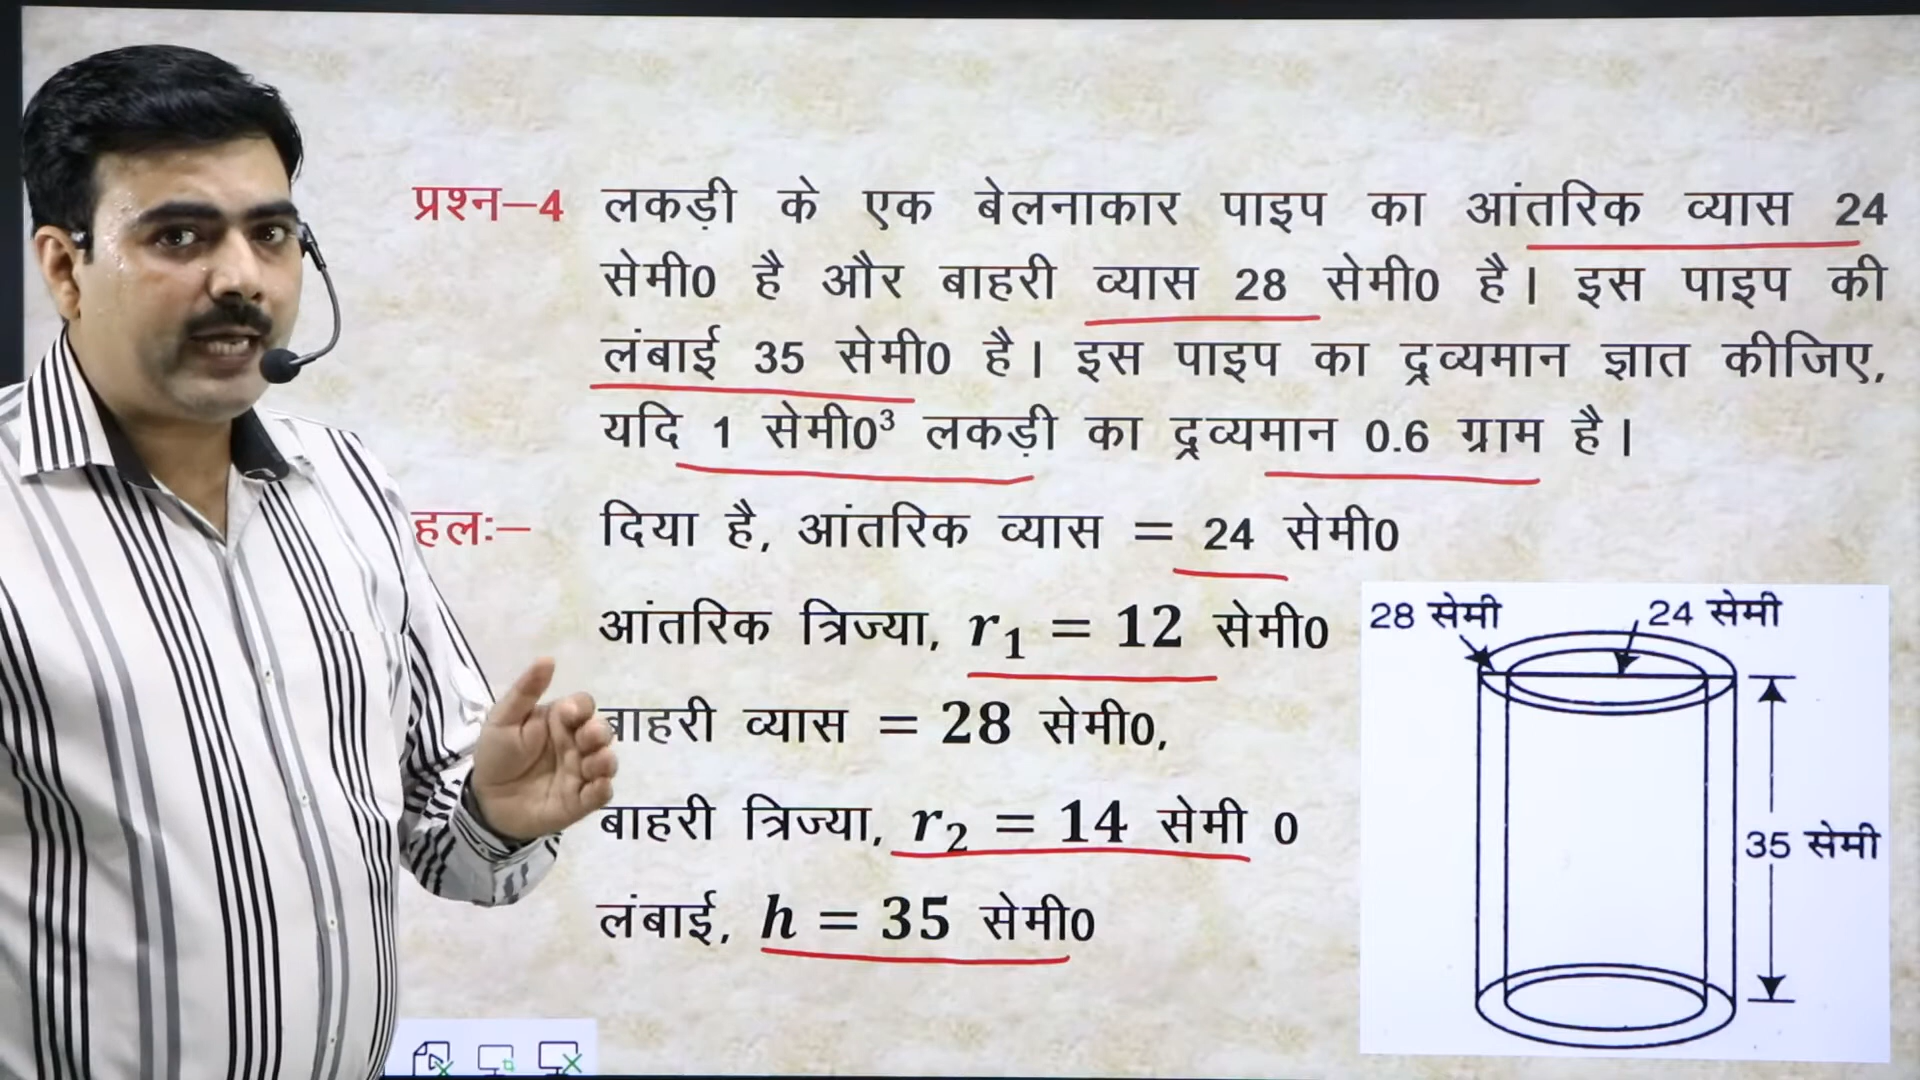 प्रश्न–4 लकड़ी के एक बेलनाकार पाइप का आंतरिक व्यास 24
सेमी0 है और बाहरी व्यास 28 सेमी0 है। इस पाइप की
लंबाई 35 सेमी0 है। इस पाइप का द्रव्यमान ज्ञात कीजिए,
यदि 1 सेमी0³ लकड़ी का द्रव्यमान 0.6 ग्राम है।
हलः– दिया है, आंतरिक व्यास = 24 सेमी0
आंतरिक त्रिज्या, r₁ = 12 सेमी0
बाहरी व्यास = 28 सेमी0,
बाहरी त्रिज्या, r₂ = 14 सेमी 0
लंबाई, h = 35 सेमी0
28 सेमी
24 सेमी
35 सेमी